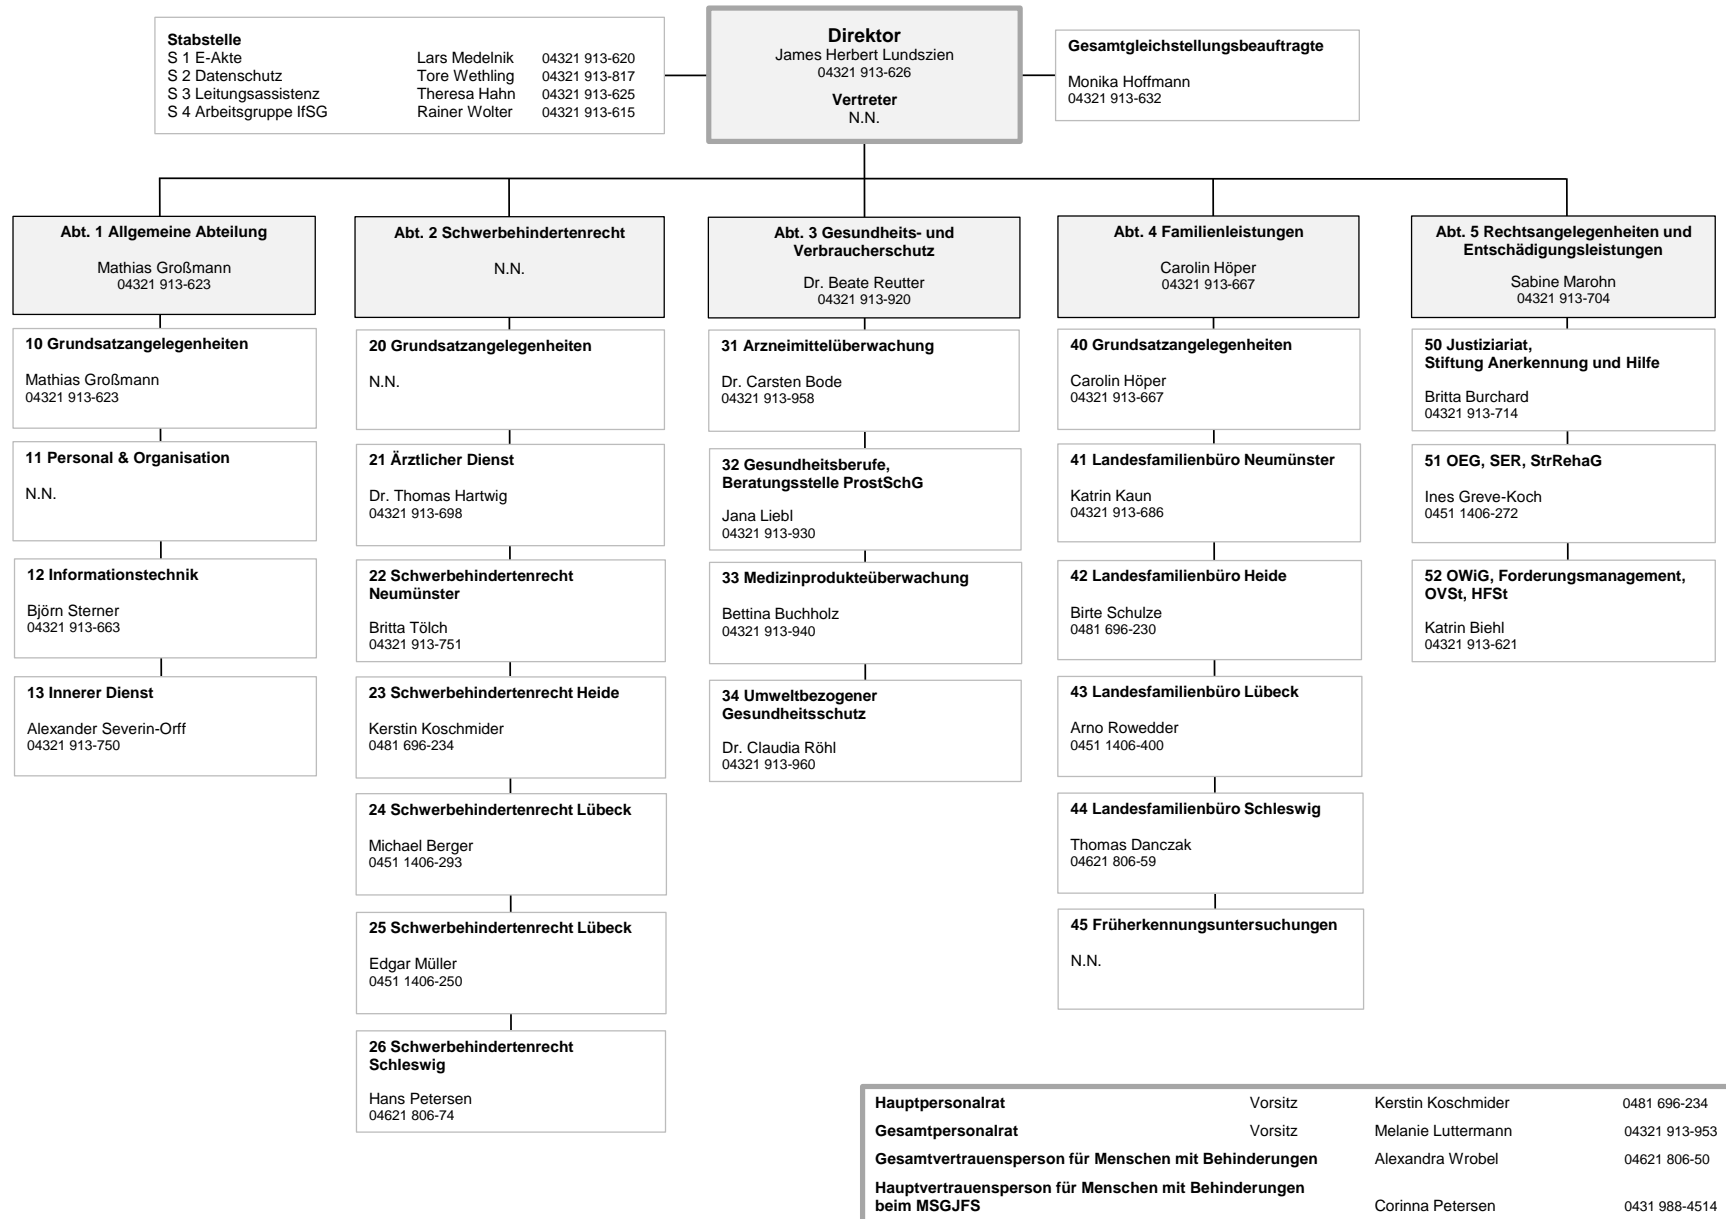 Stabstelle
S 1 E-Akte Lars Medelnik 04321 913-620
S 2 Datenschutz Tore Wethling 04321 913-817
S 3 Leitungsassistenz Theresa Hahn 04321 913-625
S 4 Arbeitsgruppe IfSG Rainer Wolter 04321 913-615
Direktor
James Herbert Lundszien
04321 913-626
Vertreter
N.N.
Gesamtgleichstellungsbeauftragte
Monika Hoffmann
04321 913-632
Abt. 1 Allgemeine Abteilung
Mathias Großmann
04321 913-623
10 Grundsatzangelegenheiten
Mathias Großmann
04321 913-623
11 Personal & Organisation
N.N.
12 Informationstechnik
Björn Sterner
04321 913-663
13 Innerer Dienst
Alexander Severin-Orff
04321 913-750
Abt. 2 Schwerbehindertenrecht
N.N.
20 Grundsatzangelegenheiten
N.N.
21 Ärztlicher Dienst
Dr. Thomas Hartwig
04321 913-698
22 Schwerbehindertenrecht
Neumünster
Britta Tölch
04321 913-751
23 Schwerbehindertenrecht Heide
Kerstin Koschmider
0481 696-234
24 Schwerbehindertenrecht Lübeck
Michael Berger
0451 1406-293
25 Schwerbehindertenrecht Lübeck
Edgar Müller
0451 1406-250
26 Schwerbehindertenrecht
Schleswig
Hans Petersen
04621 806-74
Abt. 3 Gesundheits- und
Verbraucherschutz
Dr. Beate Reutter
04321 913-920
31 Arzneimittelüberwachung
Dr. Carsten Bode
04321 913-958
32 Gesundheitsberufe,
Beratungsstelle ProstSchG
Jana Liebl
04321 913-930
33 Medizinprodukteüberwachung
Bettina Buchholz
04321 913-940
34 Umweltbezogener
Gesundheitsschutz
Dr. Claudia Röhl
04321 913-960
Abt. 4 Familienleistungen
Carolin Höper
04321 913-667
40 Grundsatzangelegenheiten
Carolin Höper
04321 913-667
41 Landesfamilienbüro Neumünster
Katrin Kaun
04321 913-686
42 Landesfamilienbüro Heide
Birte Schulze
0481 696-230
43 Landesfamilienbüro Lübeck
Arno Rowedder
0451 1406-400
44 Landesfamilienbüro Schleswig
Thomas Danczak
04621 806-59
45 Früherkennungsuntersuchungen
N.N.
Abt. 5 Rechtsangelegenheiten und
Entschädigungsleistungen
Sabine Marohn
04321 913-704
50 Justiziariat,
Stiftung Anerkennung und Hilfe
Britta Burchard
04321 913-714
51 OEG, SER, StrRehaG
Ines Greve-Koch
0451 1406-272
52 OWiG, Forderungsmanagement,
OVSt, HFSt
Katrin Biehl
04321 913-621
Hauptpersonalrat Vorsitz Kerstin Koschmider 0481 696-234
Gesamtpersonalrat Vorsitz Melanie Luttermann 04321 913-953
Gesamtvertrauensperson für Menschen mit Behinderungen Alexandra Wrobel 04621 806-50
Hauptvertrauensperson für Menschen mit Behinderungen
beim MSGJFS Corinna Petersen 0431 988-4514